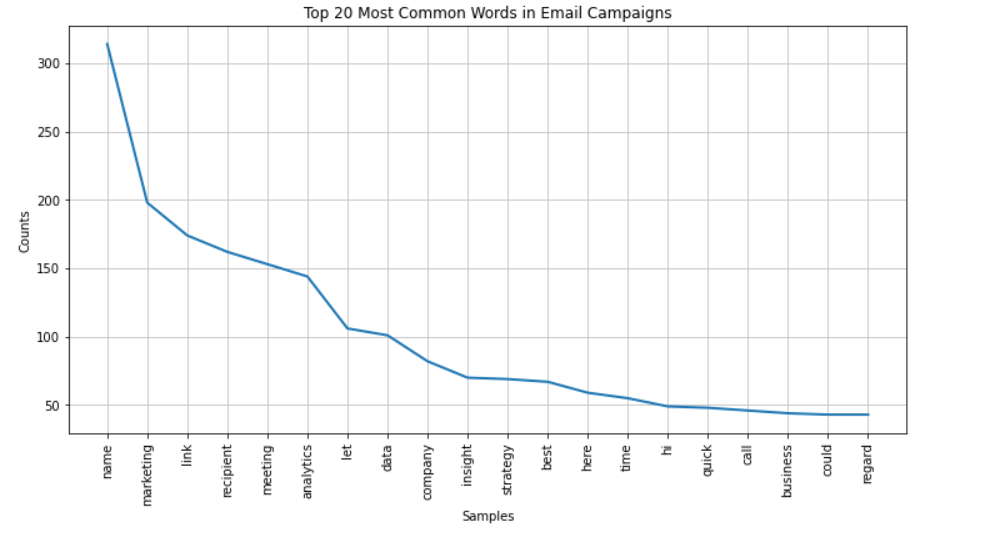 Top 20 Most Common Words in Email Campaigns
300
250
200
150
100
50
Counts
name
marketing
link
recipient
meeting
analytics
let
data
company
insight
strategy
best
here
time
hi
quick
call
business
could
regard
Samples